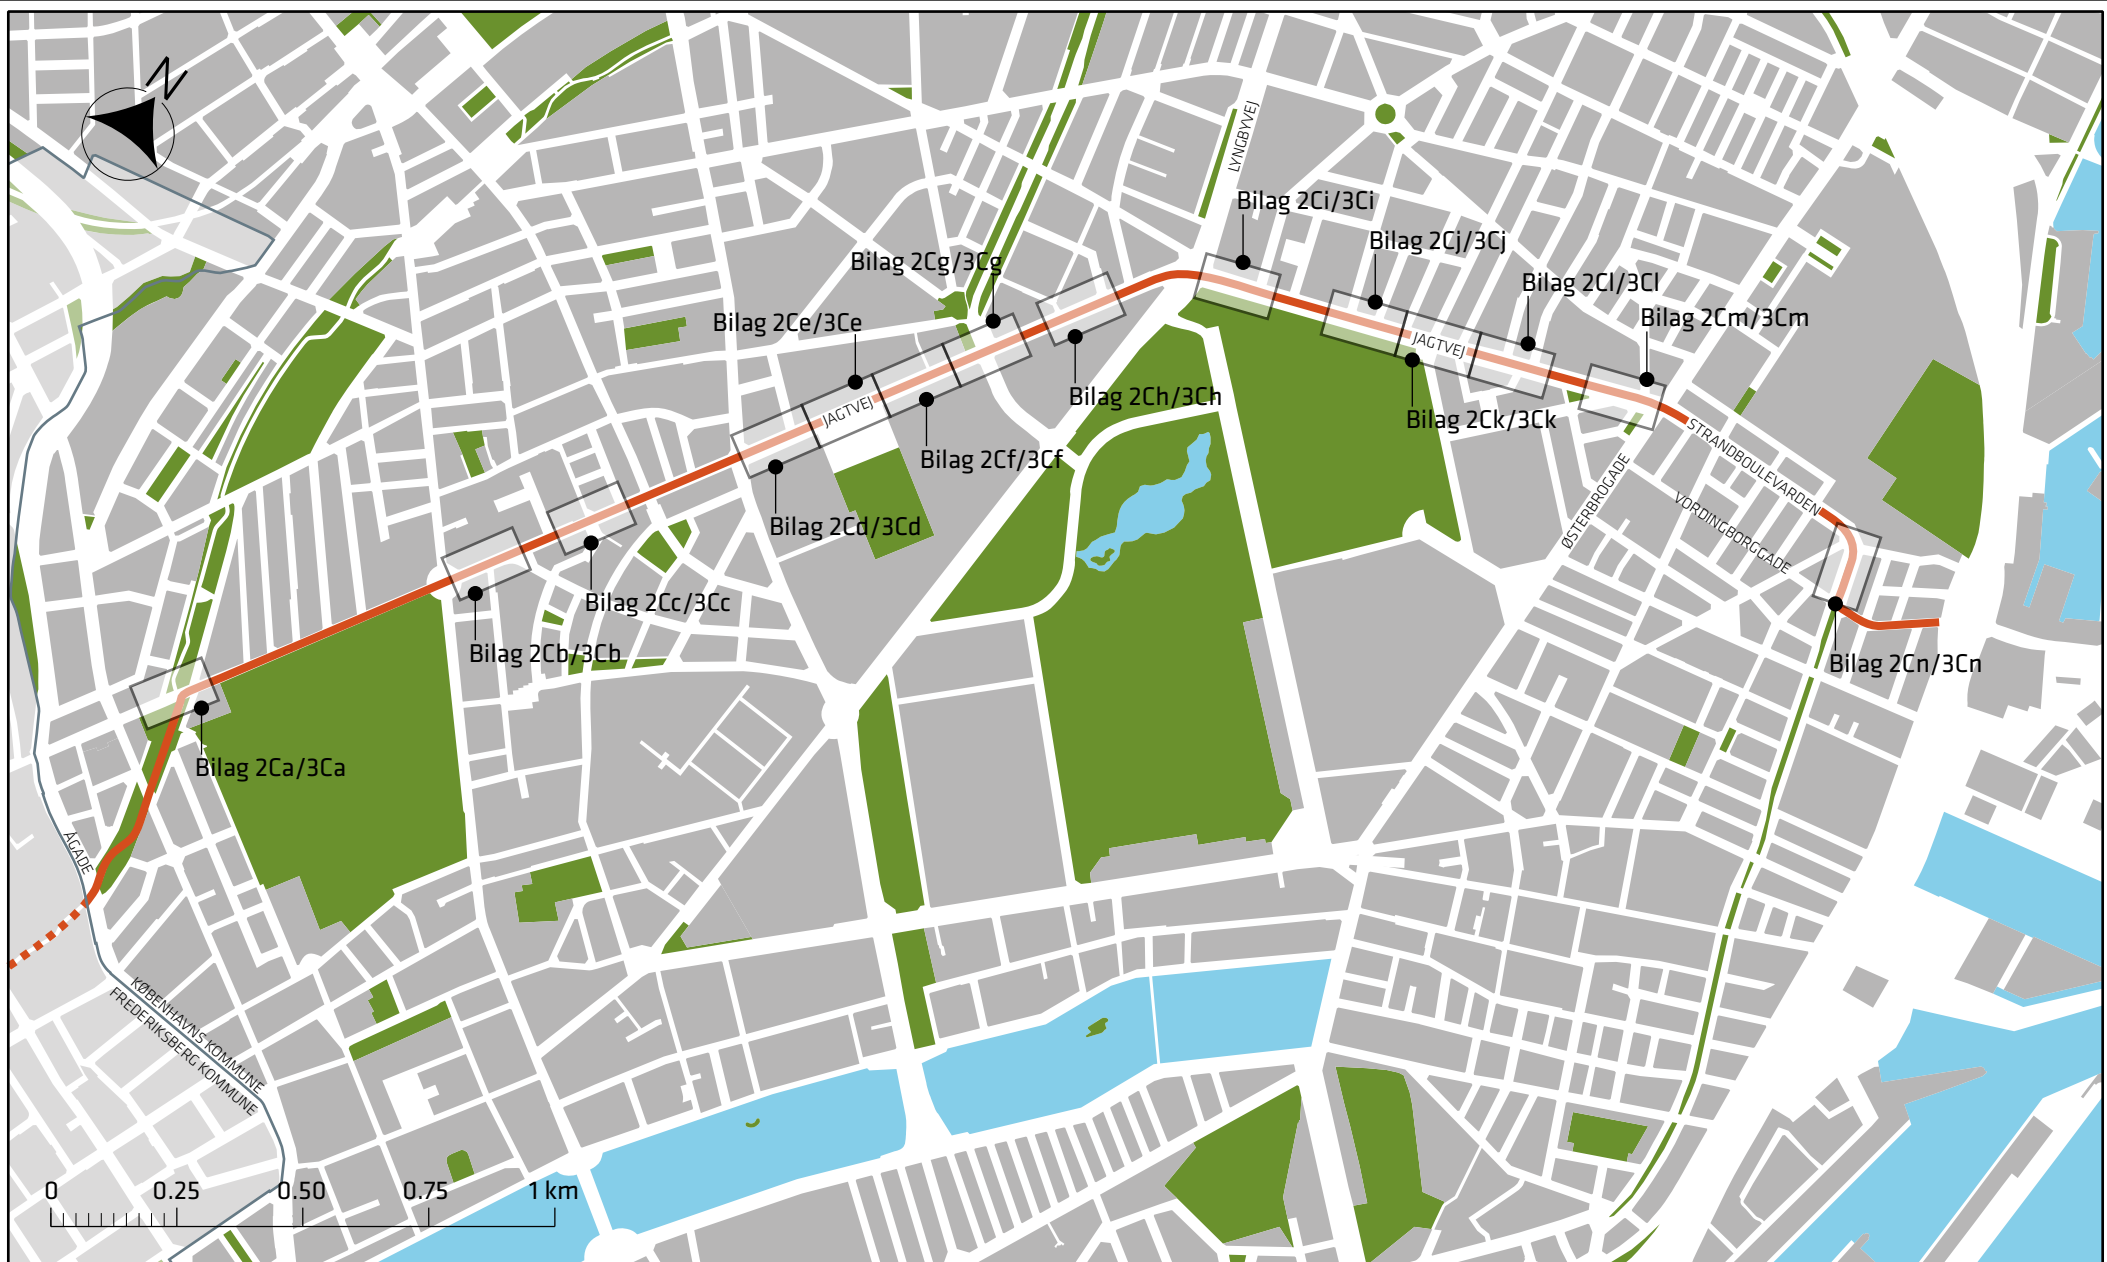 N
LYNGBYVEJ
Bilag 2Ci/3Ci
Bilag 2Cj/3Cj
Bilag 2Cg/3Cg
Bilag 2Cl/3Cl
Bilag 2Ce/3Ce
Bilag 2Cm/3Cm
JAGTVEJ
Bilag 2Ch/3Ch
JAGTVEJ
Bilag 2Ck/3Ck
Bilag 2Cf/3Cf
STRANDBOULEVARDEN
ØSTERBROGADE
VORDINGBORGGADE
Bilag 2Cd/3Cd
Bilag 2Cc/3Cc
Bilag 2Cb/3Cb
Bilag 2Cn/3Cn
Bilag 2Ca/3Ca
ÅGADE
KØBENHAVNS KOMMUNE
FREDERIKSBERG KOMMUNE
0 0.25 0.50 0.75 1 km